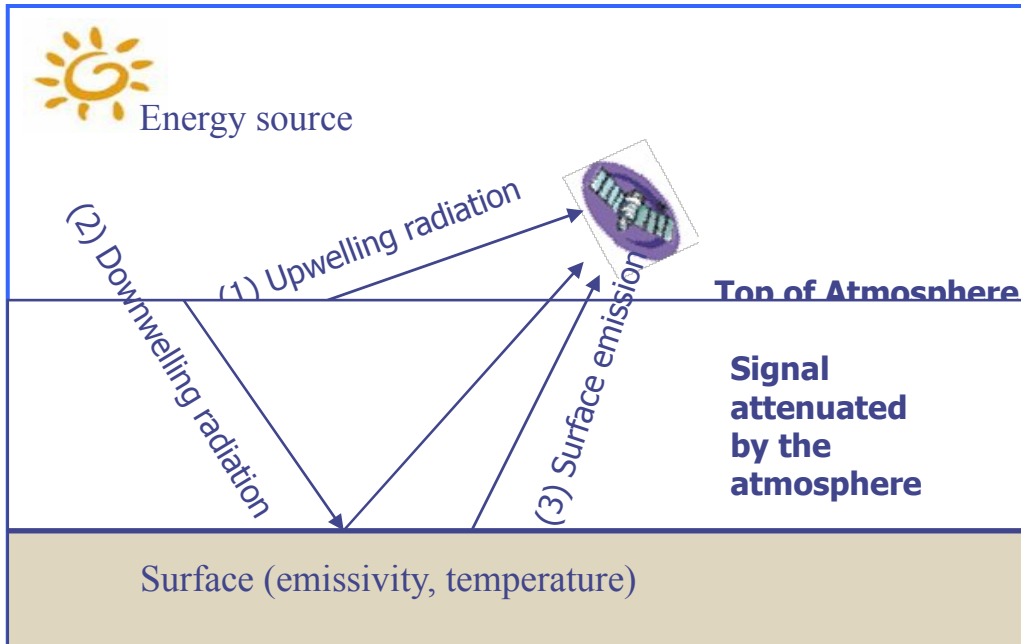 Energy source
(1) Upwelling radiation
(2) Downwelling radiation
(3) Surface emission
Top of Atmosphere
Signal
attenuated
by the
atmosphere
Surface (emissivity, temperature)